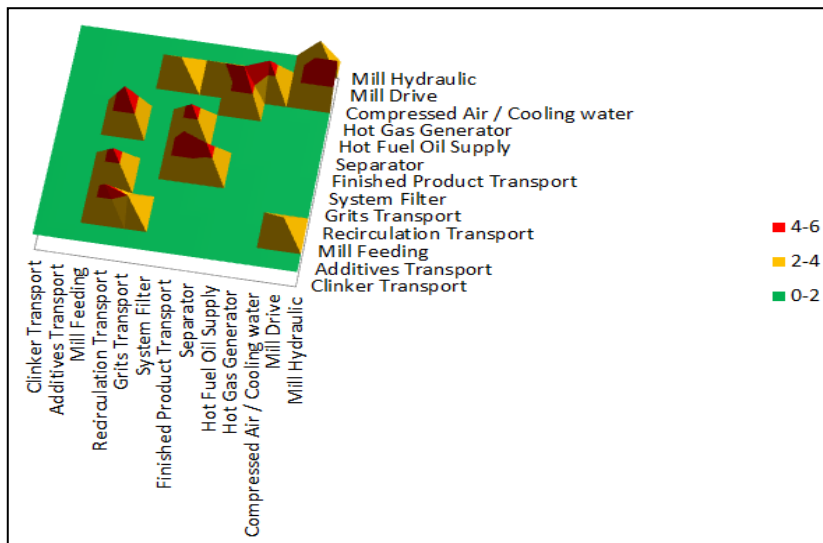 Mill Hydraulic
Mill Drive
Compressed Air / Cooling water
Hot Gas Generator
Hot Fuel Oil Supply
Separator
Finished Product Transport
System Filter
Grits Transport
Recirculation Transport
Mill Feeding
Additives Transport
Clinker Transport
4-6
2-4
0-2
Clinker Transport
Additives Transport
Mill Feeding
Recirculation Transport
Grits Transport
System Filter
Finished Product Transport
Separator
Hot Fuel Oil Supply
Hot Gas Generator
Compressed Air / Cooling water
Mill Drive
Mill Hydraulic